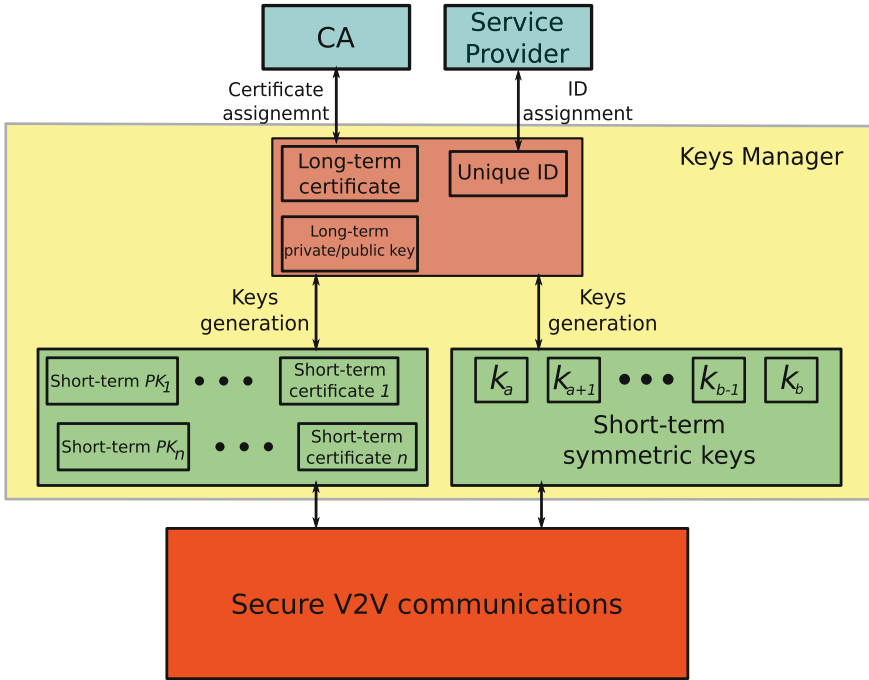 CA
Service
Provider
Certificate
assignemnt
ID
assignment
Keys Manager
Long-term
certificate
Unique ID
Long-term
private/public key
Keys
generation
Keys
generation
Short-term PK1
Short-term
certificate 1
Short-term PKn
Short-term
certificate n
ka
ka+1
kb-1
kb
Short-term
symmetric keys
Secure V2V communications